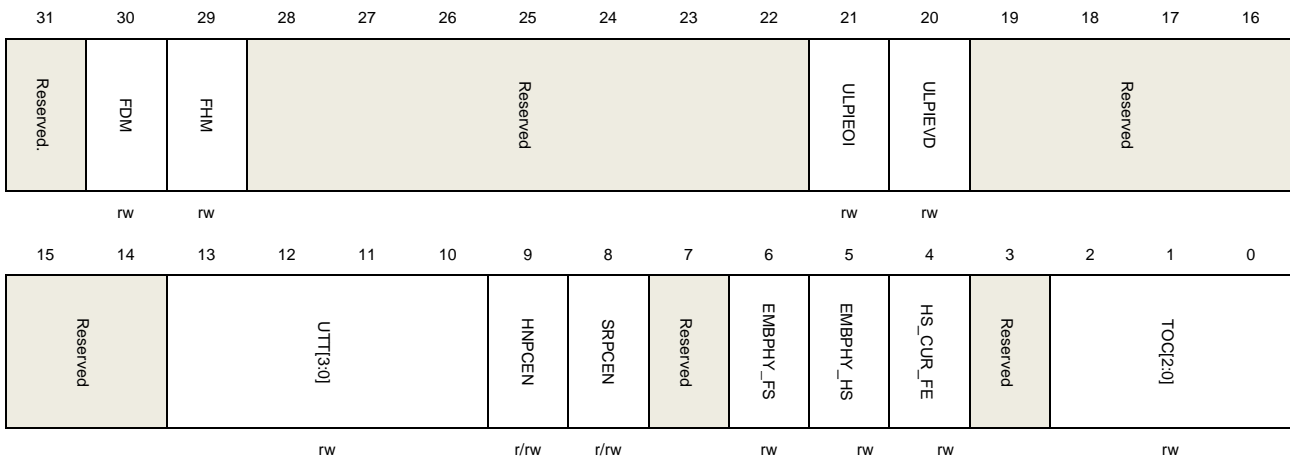 31 30 29 28 27 26 25 24 23 22 21 20 19 18 17 16
Reserved. FDM FHM Reserved ULPIEOI ULPIEVD Reserved
rw rw rw rw
15 14 13 12 11 10 9 8 7 6 5 4 3 2 1 0
Reserved UTT[3:0] HNPCEN SRPCEN Reserved EMBPHY_FS EMBPHY_HS HS_CUR_FE Reserved TOC[2:0]
rw r/rw r/rw rw rw rw rw